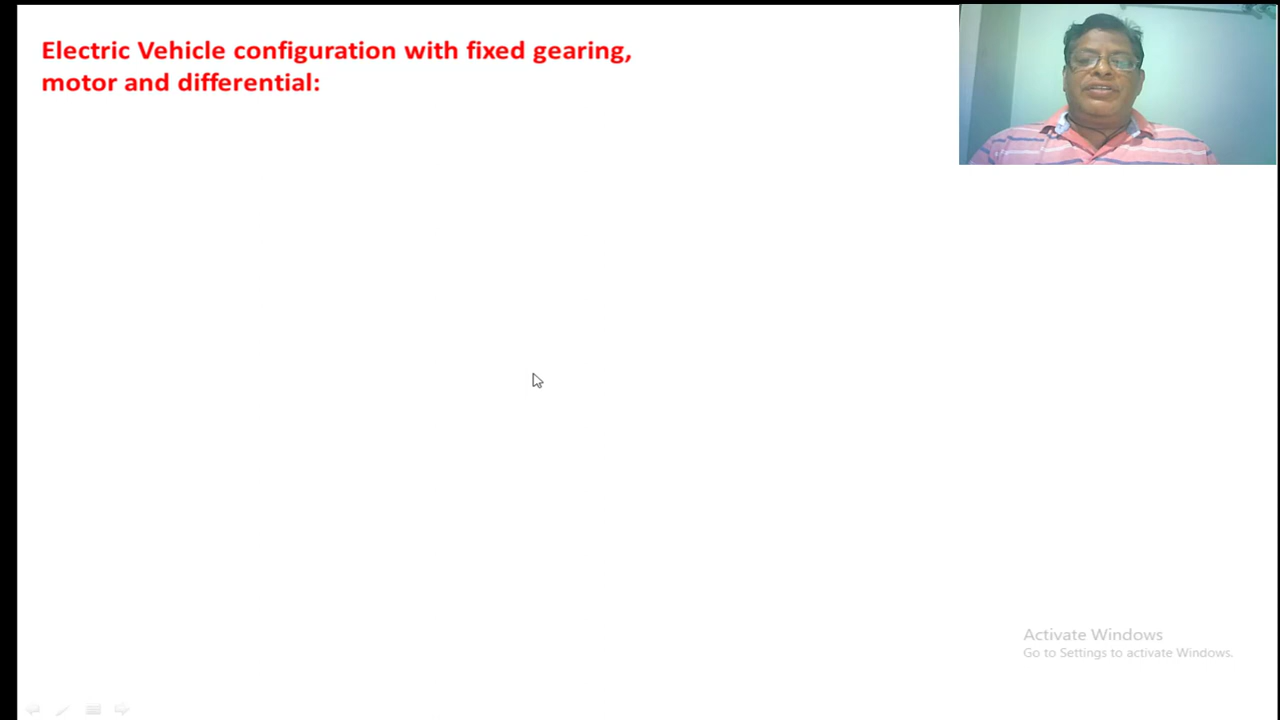 Electric Vehicle configuration with fixed gearing,
motor and differential:
Activate Windows
Go to Settings to activate Windows.